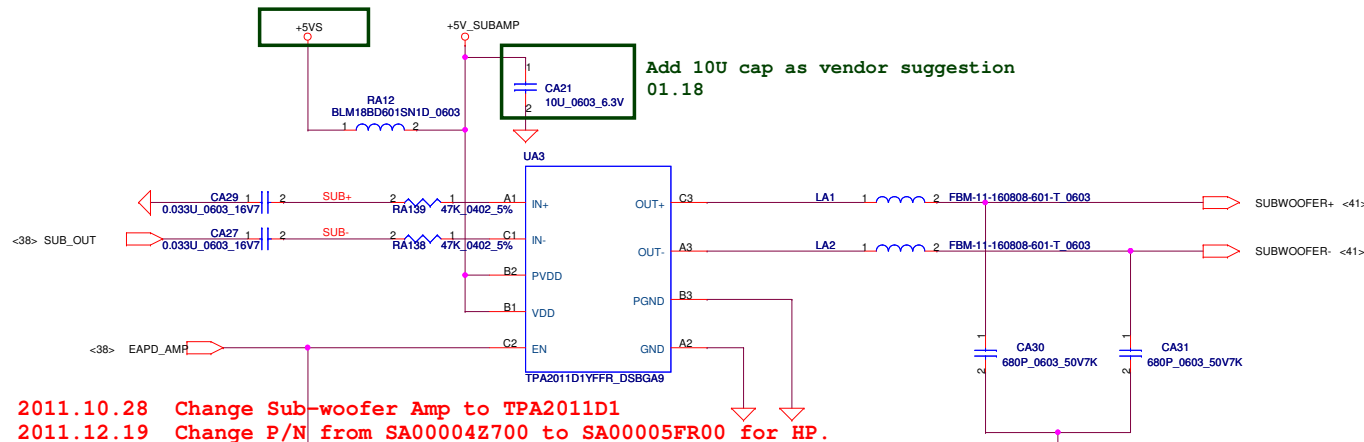 +5VS
+5V_SUBAMP
1
CA21
10U_0603_6.3V
2
Add 10U cap as vendor suggestion
01.18
RA12
BLM18BD601SN1D_0603
1 2
UA3
CA29 1 2 SUB+ 2 1 A1 IN+
0.033U_0603_16V7 RA139 47K_0402_5%
OUT+ C3 LA1 1 2 FBM-11-160808-601-T_0603 SUBWOOFER+ <41>
<38> SUB_OUT CA27 1 2 SUB- 2 1 C1 IN-
0.033U_0603_16V7 RA138 47K_0402_5%
OUT- A3 LA2 1 2 FBM-11-160808-601-T_0603 SUBWOOFER- <41>
B2 PVDD
PGND B3
B1 VDD
<38> EAPD_AMP C2 EN
GND A2
1 CA30 1 CA31
2 680P_0603_50V7K 2 680P_0603_50V7K
TPA2011D1YFFR_DSBGA9
2011.10.28 Change Sub-woofer Amp to TPA2011D1
2011.12.19 Change P/N from SA00004Z700 to SA00005FR00 for HP.